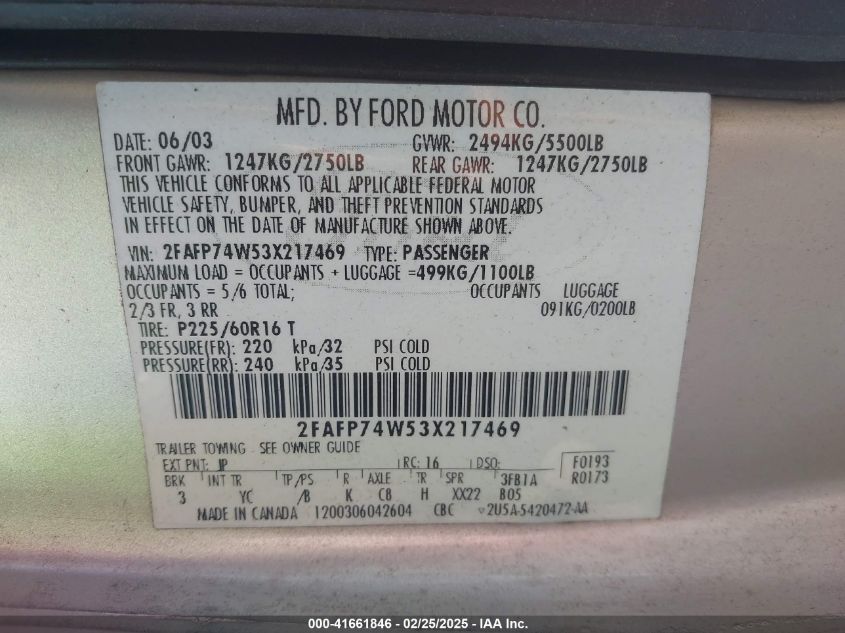 MFD. BY FORD MOTOR CO.
DATE: 06/03 GVWR: 2494KG/5500LB
FRONT GAWR: 1247KG/2750LB REAR GAWR: 1247KG/2750LB
THIS VEHICLE CONFORMS TO ALL APPLICABLE FEDERAL MOTOR
VEHICLE SAFETY, BUMPER, AND THEFT PREVENTION STANDARDS
IN EFFECT ON THE DATE OF MANUFACTURE SHOWN ABOVE.
VIN: 2FAFP74W53X217469 TYPE: PASSENGER
MAXIMUM LOAD = OCCUPANTS + LUGGAGE =499KG/1100LB
OCCUPANTS = 5/6 TOTAL; OCCUPANTS LUGGAGE
2/3 FR, 3 RR 091KG/0200LB
TIRE: P225/60R16 T
PRESSURE(FR): 220 kPa/32 PSI COLD
PRESSURE(RR): 240 kPa/35 PSI COLD
2FAFP74W53X217469
TRAILER TOWING - SEE OWNER GUIDE
EXT PNT: JP RC: 16 DSO: F0193
BRK INT TR TP/PS R AXLE TR SPR 3FB1A R0173
3 YC /B K C8 H XX22 B05
MADE IN CANADA 1200306042604 CBC 2U5A-5420472-AA
000-41661846 / 02/25/2025 - IAA Inc.